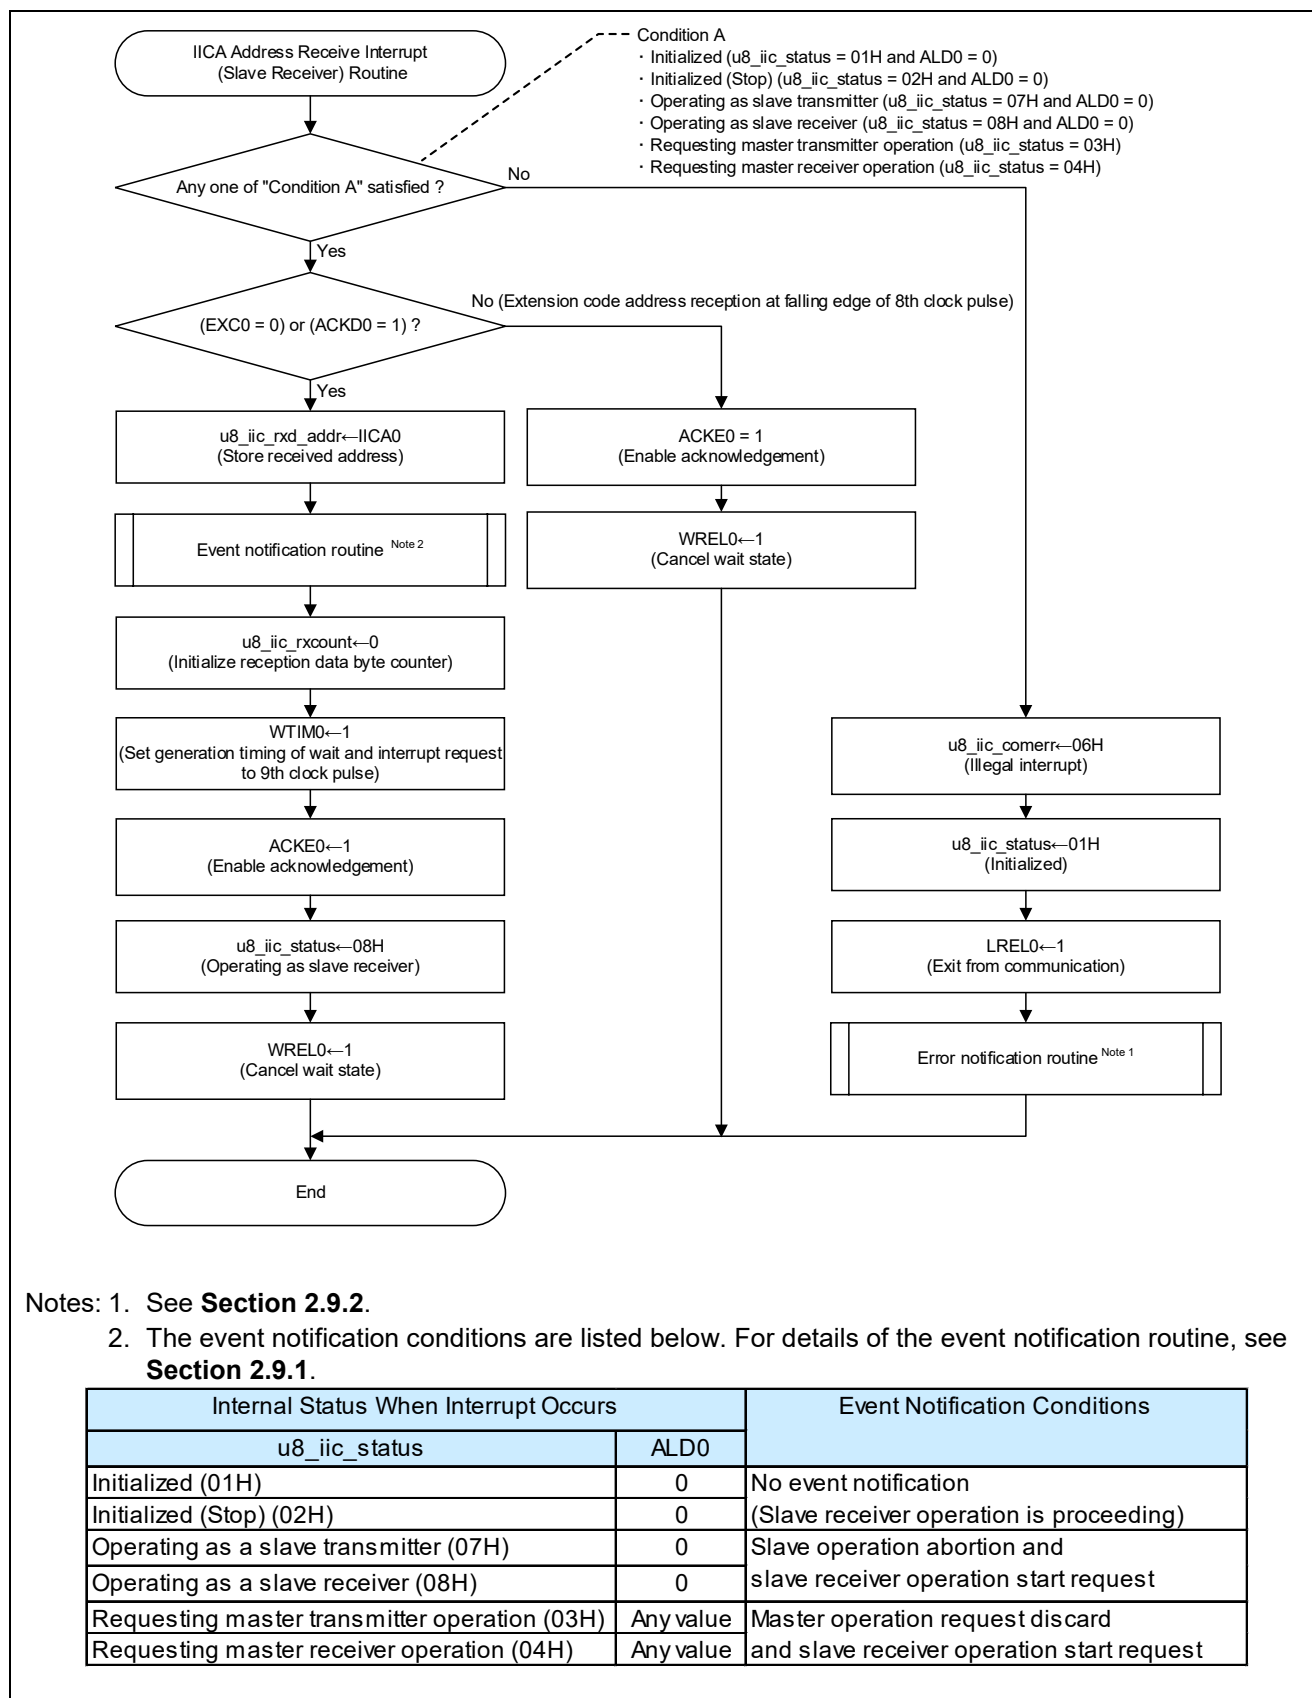 IICA Address Receive Interrupt
(Slave Receiver) Routine
Condition A
・Initialized (u8_iic_status = 01H and ALD0 = 0)
・Initialized (Stop) (u8_iic_status = 02H and ALD0 = 0)
・Operating as slave transmitter (u8_iic_status = 07H and ALD0 = 0)
・Operating as slave receiver (u8_iic_status = 08H and ALD0 = 0)
・Requesting master transmitter operation (u8_iic_status = 03H)
・Requesting master receiver operation (u8_iic_status = 04H)
Any one of "Condition A" satisfied ?
No
Yes
(EXC0 = 0) or (ACKD0 = 1) ?
No (Extension code address reception at falling edge of 8th clock pulse)
Yes
u8_iic_rxd_addr←IICA0
(Store received address)
Event notification routine Note 2
u8_iic_rxcount←0
(Initialize reception data byte counter)
WTIM0←1
(Set generation timing of wait and interrupt request
to 9th clock pulse)
ACKE0←1
(Enable acknowledgement)
u8_iic_status←08H
(Operating as slave receiver)
WREL0←1
(Cancel wait state)
ACKE0 = 1
(Enable acknowledgement)
WREL0←1
(Cancel wait state)
u8_iic_comerr←06H
(Illegal interrupt)
u8_iic_status←01H
(Initialized)
LREL0←1
(Exit from communication)
Error notification routine Note 1
End
Notes: 1. See Section 2.9.2.
2. The event notification conditions are listed below. For details of the event notification routine, see
Section 2.9.1.
Internal Status When Interrupt Occurs
Event Notification Conditions
u8_iic_status
ALD0
Initialized (01H)
0
No event notification
Initialized (Stop) (02H)
0
(Slave receiver operation is proceeding)
Operating as a slave transmitter (07H)
0
Slave operation abortion and
Operating as a slave receiver (08H)
0
slave receiver operation start request
Requesting master transmitter operation (03H)
Any value
Master operation request discard
Requesting master receiver operation (04H)
Any value
and slave receiver operation start request